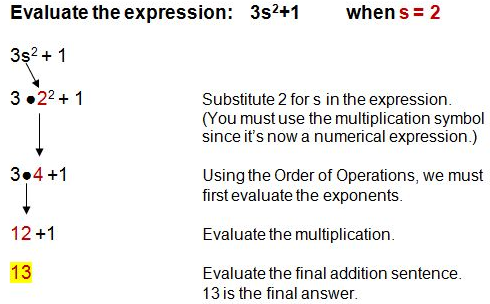 Evaluate the expression: 3s²+1 when s = 2
3s² + 1
3 •2² + 1 Substitute 2 for s in the expression.
(You must use the multiplication symbol
since it's now a numerical expression.)
3•4 +1 Using the Order of Operations, we must
first evaluate the exponents.
12 +1 Evaluate the multiplication.
13 Evaluate the final addition sentence.
13 is the final answer.